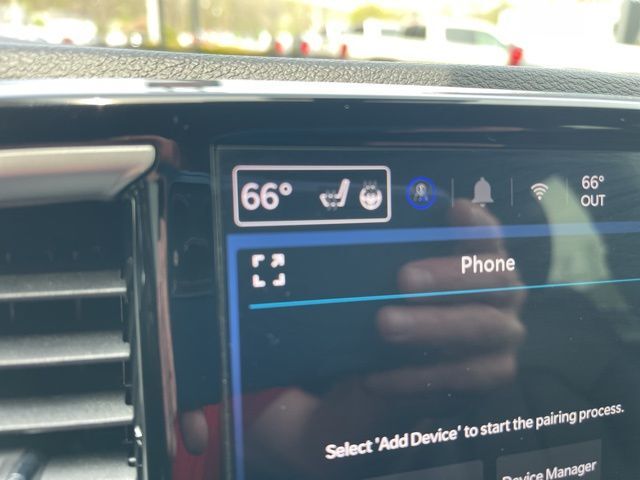 66°
66°
OUT
Phone
Select 'Add Device' to start the pairing process.
Device Manager